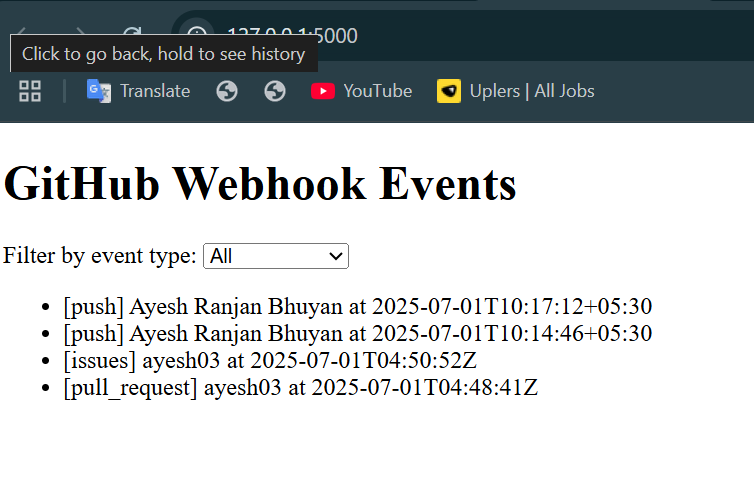 127.0.0.1:5000
Click to go back, hold to see history
Translate YouTube Uplers | All Jobs
GitHub Webhook Events
Filter by event type: All
• [push] Ayesh Ranjan Bhuyan at 2025-07-01T10:17:12+05:30
• [push] Ayesh Ranjan Bhuyan at 2025-07-01T10:14:46+05:30
• [issues] ayesh03 at 2025-07-01T04:50:52Z
• [pull_request] ayesh03 at 2025-07-01T04:48:41Z